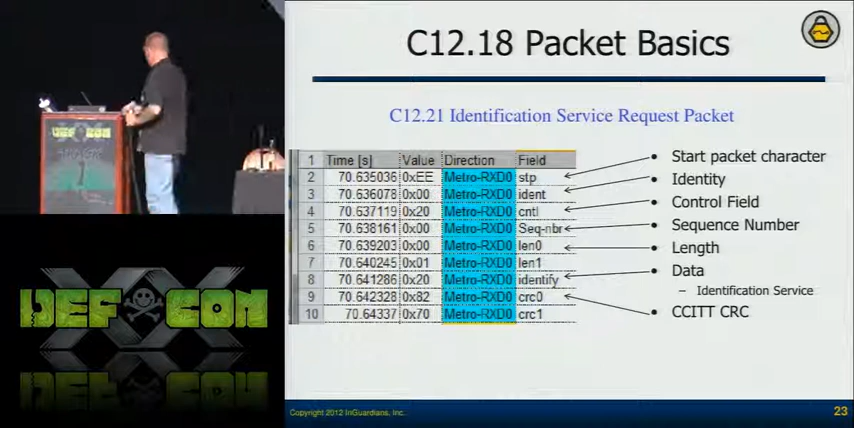 C12.18 Packet Basics
C12.21 Identification Service Request Packet
1 Time [s] Value Direction Field
2 70.635036 0xEE Metro-RXD0 stp
3 70.636078 0x00 Metro-RXD0 ident
4 70.637119 0x20 Metro-RXD0 cntl
5 70.638161 0x00 Metro-RXD0 Seq-nbr
6 70.639203 0x00 Metro-RXD0 len0
7 70.640245 0x01 Metro-RXD0 len1
8 70.641286 0x20 Metro-RXD0 identify
9 70.642328 0x82 Metro-RXD0 crc0
10 70.64337 0x70 Metro-RXD0 crc1
• Start packet character
• Identity
• Control Field
• Sequence Number
• Length
• Data
– Identification Service
• CCITT CRC
DEF CON
XX
DEF CON
Copyright 2012 InGuardians, Inc.
23